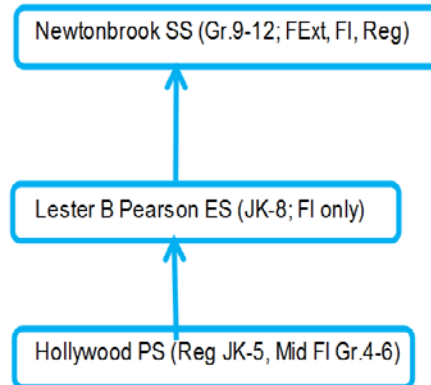 Newtonbrook SS (Gr.9-12; FExt, FI, Reg)
Lester B Pearson ES (JK-8; FI only)
Hollywood PS (Reg JK-5, Mid FI Gr.4-6)